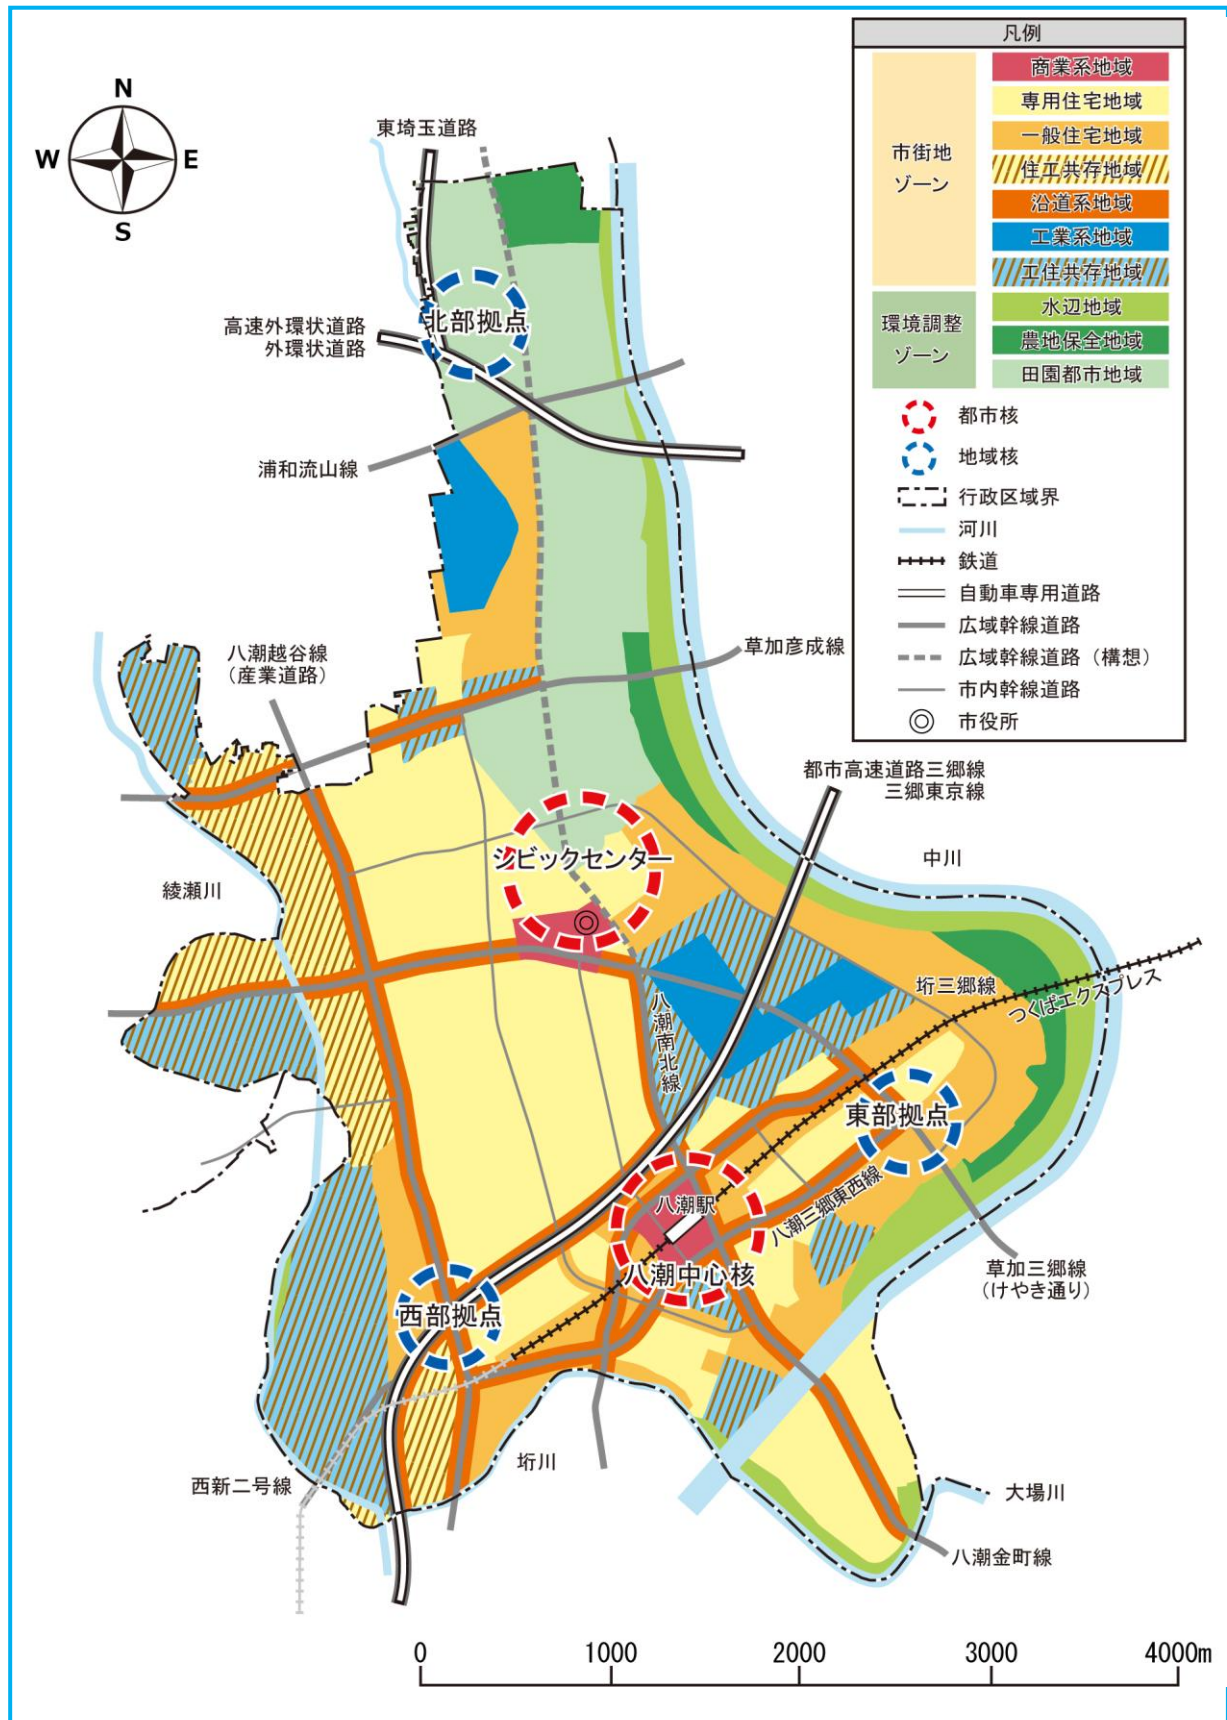 凡例
商業系地域
専用住宅地域
一般住宅地域
住工共存地域
沿道系地域
工業系地域
工住共存地域
市街地
ゾーン
水辺地域
農地保全地域
田園都市地域
環境調整
ゾーン
都市核
地域核
行政区域界
河川
鉄道
自動車専用道路
広域幹線道路
広域幹線道路（構想）
市内幹線道路
市役所
N
W
E
S
東埼玉道路
北部拠点
高速外環状道路
外環状道路
浦和流山線
八潮越谷線
（産業道路）
草加彦成線
都市高速道路三郷線
三郷東京線
中川
シビックセンター
綾瀬川
垳三郷線
つくばエクスプレス
八潮南北線
東部拠点
八潮駅
八潮三郷東西線
八潮中心核
草加三郷線
（けやき通り）
西部拠点
垳川
西新二号線
大場川
八潮金町線
0
1000
2000
3000
4000m